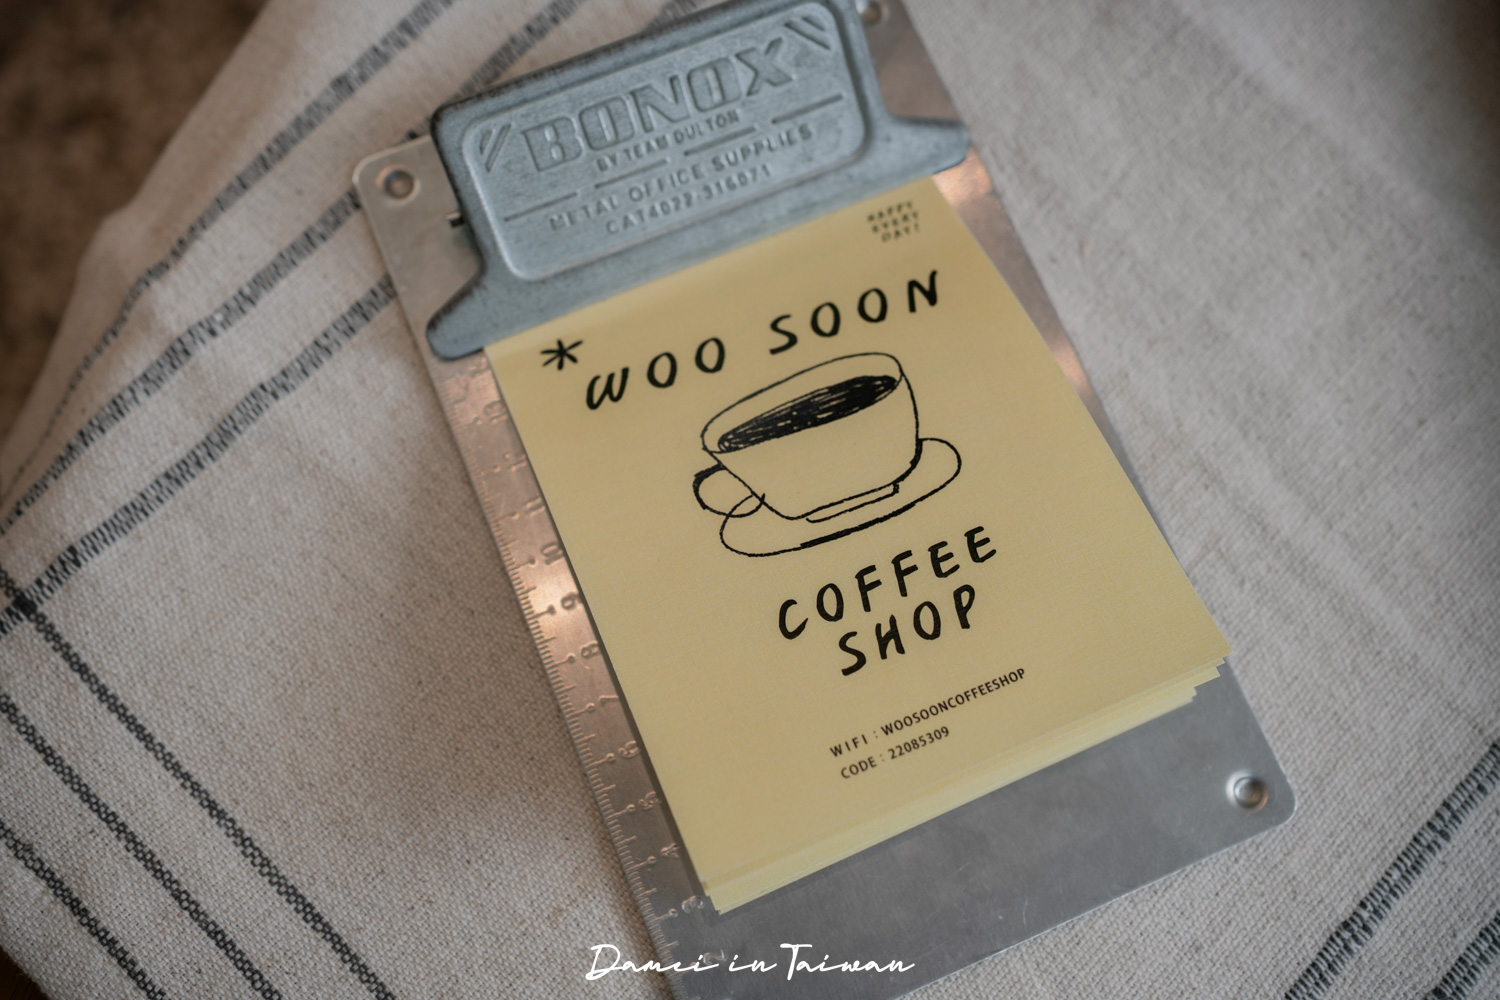 BONOX
BY TEAM DULTON
METAL OFFICE SUPPLIES
CAT4022-316071
HAPPY
EVERY
DAY!
*WOO SOON
COFFEE
SHOP
WIFI : WOOSOONCOFFEESHOP
CODE : 22085309
Damei in Taiwan